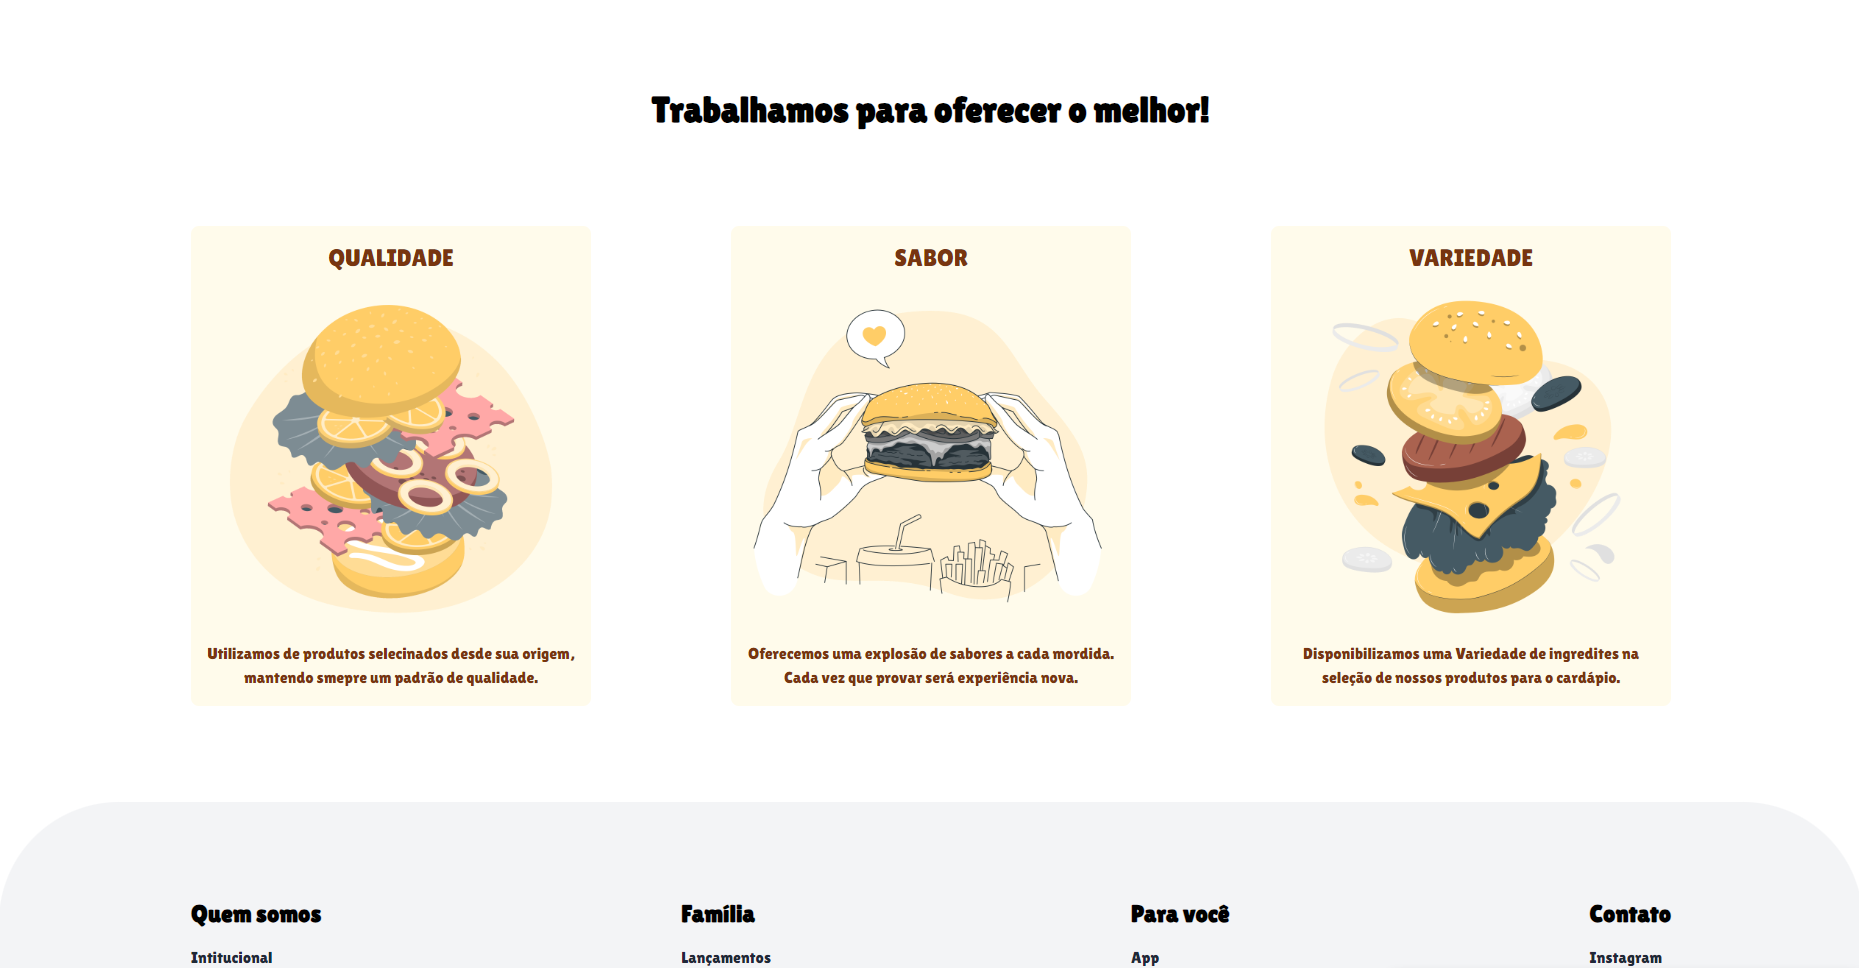 Trabalhamos para oferecer o melhor!
QUALIDADE
Utilizamos de produtos selecinados desde sua origem,
mantendo smepre um padrão de qualidade.
SABOR
Oferecemos uma explosão de sabores a cada mordida.
Cada vez que provar será experiência nova.
VARIEDADE
Disponibilizamos uma Variedade de ingredites na
seleção de nossos produtos para o cardápio.
Quem somos
Intitucional
Família
Lançamentos
Para você
App
Contato
Instagram